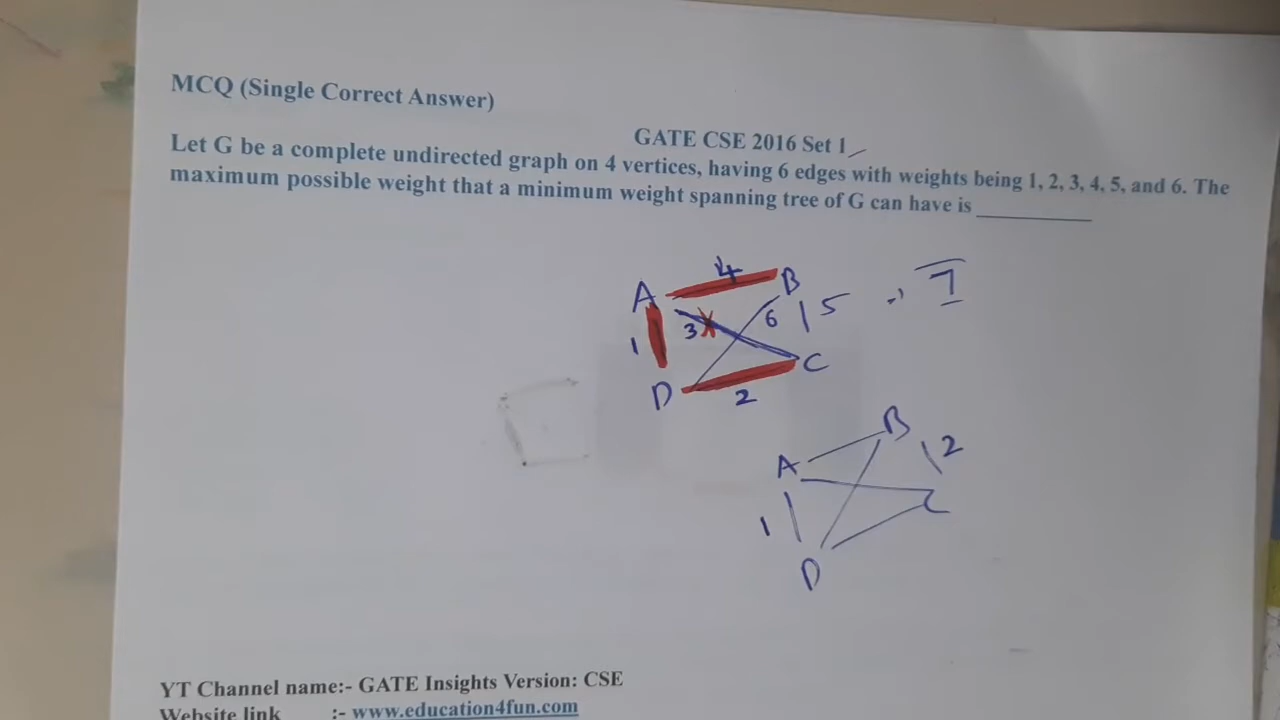 MCQ (Single Correct Answer)
GATE CSE 2016 Set 1
Let G be a complete undirected graph on 4 vertices, having 6 edges with weights being 1, 2, 3, 4, 5, and 6. The
maximum possible weight that a minimum weight spanning tree of G can have is __________
4
A B
1 3 6 5 7
D 2 C
B
A 2
1 C
D
YT Channel name:- GATE Insights Version: CSE
Website link :- www.education4fun.com